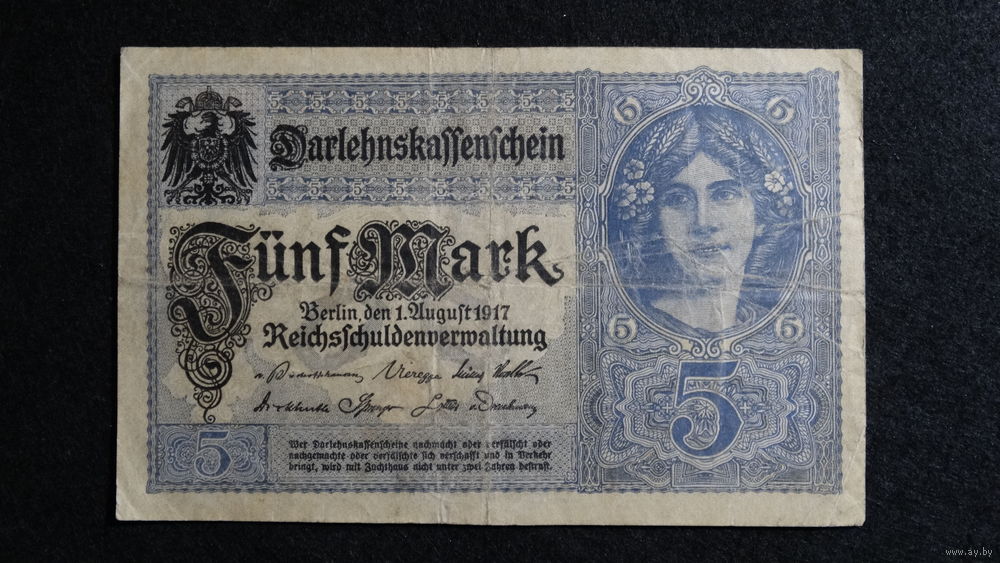 Darlehnskassenschein
5 5
Fünf Mark
Berlin, den 1. August 1917
Reichsschuldenverwaltung
5 5
5
5
Wer Darlehnskassenscheine nachmacht oder verfälscht oder
nachgemachte oder verfälschte sich verschafft und in Verkehr
bringt, wird mit Zuchthaus nicht unter zwei Jahren bestraft.
www.ay.by